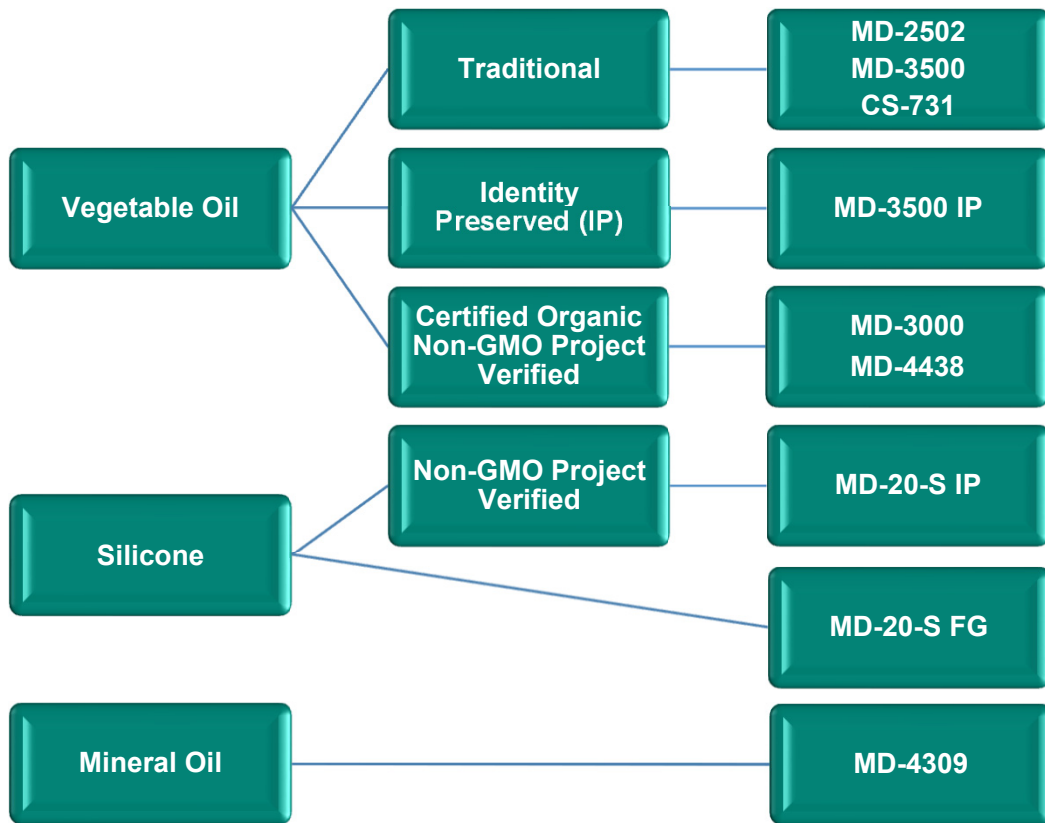 Vegetable Oil
Traditional
MD-2502
MD-3500
CS-731
Identity
Preserved (IP)
MD-3500 IP
Certified Organic
Non-GMO Project
Verified
MD-3000
MD-4438
Silicone
Non-GMO Project
Verified
MD-20-S IP
MD-20-S FG
Mineral Oil
MD-4309